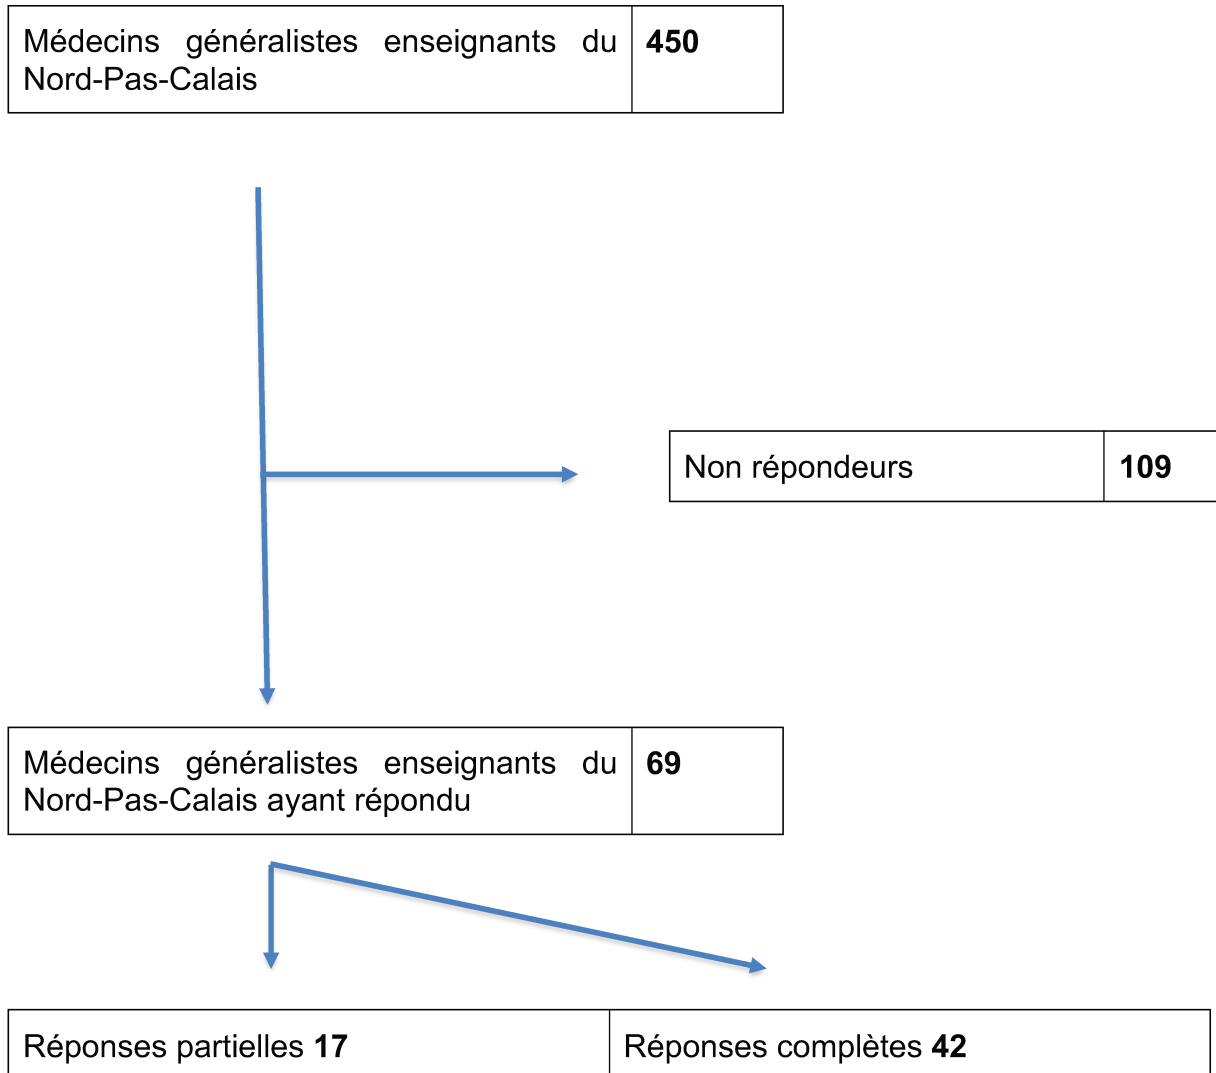 Médecins généralistes enseignants du 450
Nord-Pas-Calais
Non répondeurs 109
Médecins généralistes enseignants du 69
Nord-Pas-Calais ayant répondu
Réponses partielles 17 Réponses complètes 42